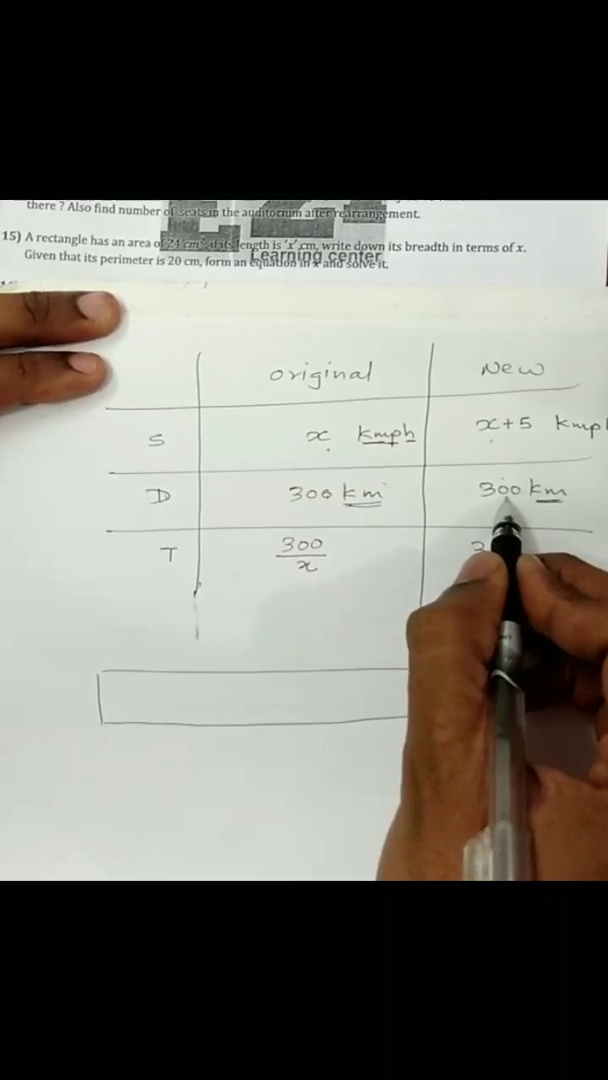 there ? Also find number of seats in the auditorium after rearrangement.
15) A rectangle has an area of 24 cm². if its length is 'x' cm, write down its breadth in terms of x.
Learning center
Given that its perimeter is 20 cm, form an equation in x and solve it.
original New
S x kmph x+5 kmph
D 300 km 300 km
T 300/x 3